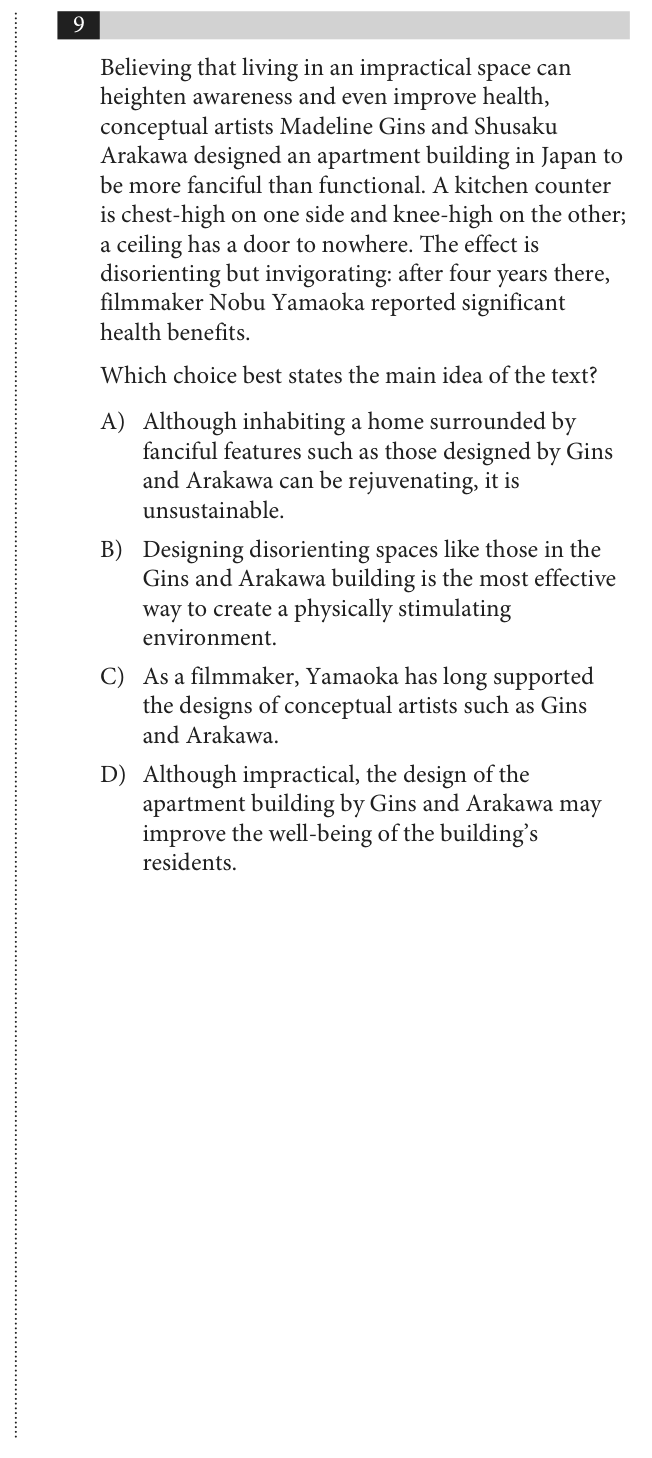 9
Believing that living in an impractical space can
heighten awareness and even improve health,
conceptual artists Madeline Gins and Shusaku
Arakawa designed an apartment building in Japan to
be more fanciful than functional. A kitchen counter
is chest-high on one side and knee-high on the other;
a ceiling has a door to nowhere. The effect is
disorienting but invigorating: after four years there,
filmmaker Nobu Yamaoka reported significant
health benefits.
Which choice best states the main idea of the text?
A) Although inhabiting a home surrounded by
fanciful features such as those designed by Gins
and Arakawa can be rejuvenating, it is
unsustainable.
B) Designing disorienting spaces like those in the
Gins and Arakawa building is the most effective
way to create a physically stimulating
environment.
C) As a filmmaker, Yamaoka has long supported
the designs of conceptual artists such as Gins
and Arakawa.
D) Although impractical, the design of the
apartment building by Gins and Arakawa may
improve the well-being of the building’s
residents.